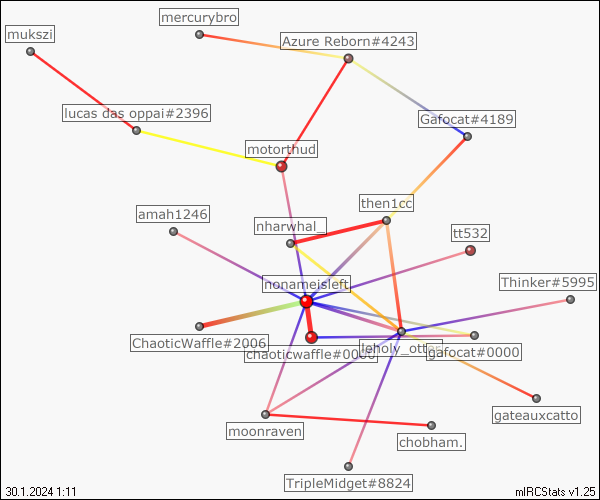 mercurybro
mukszi
Azure Reborn#4243
lucas das oppai#2396
Gafocat#4189
motorthud
then1cc
amah1246
nharwhal_
tt532
nonameisleft
Thinker#5995
ChaoticWaffle#2006
chaoticwaffle#0000
gafocat#0000
gateauxcatto
moonraven
chobham.
TripleMidget#8824
30.1.2024 1:11
mIRCStats v1.25